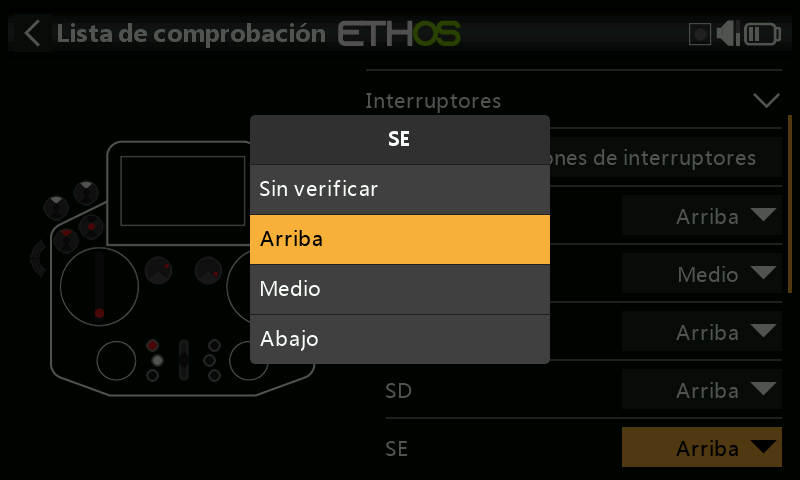 Lista de comprobación ETHOS
Interruptores
SE
ones de interruptores
Sin verificar
Arriba
Arriba
Medio
Medio
Arriba
Abajo
SD Arriba
SE Arriba